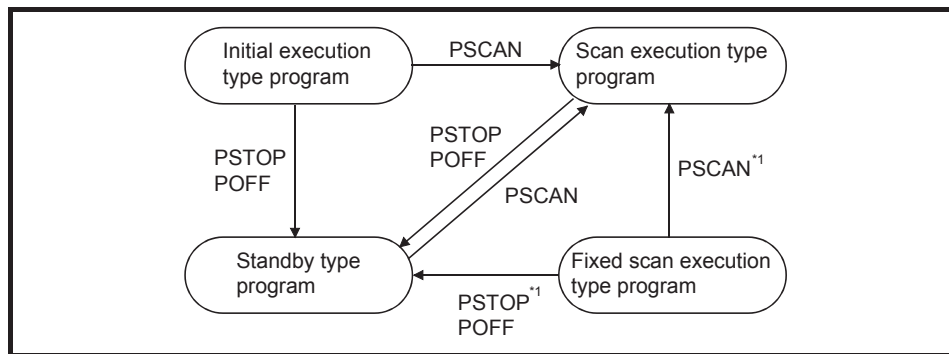 Initial execution
type program
PSCAN
Scan execution type
program
PSTOP
POFF
PSTOP
POFF
PSCAN
PSCAN*1
Standby type
program
PSTOP*1
POFF
Fixed scan execution
type program